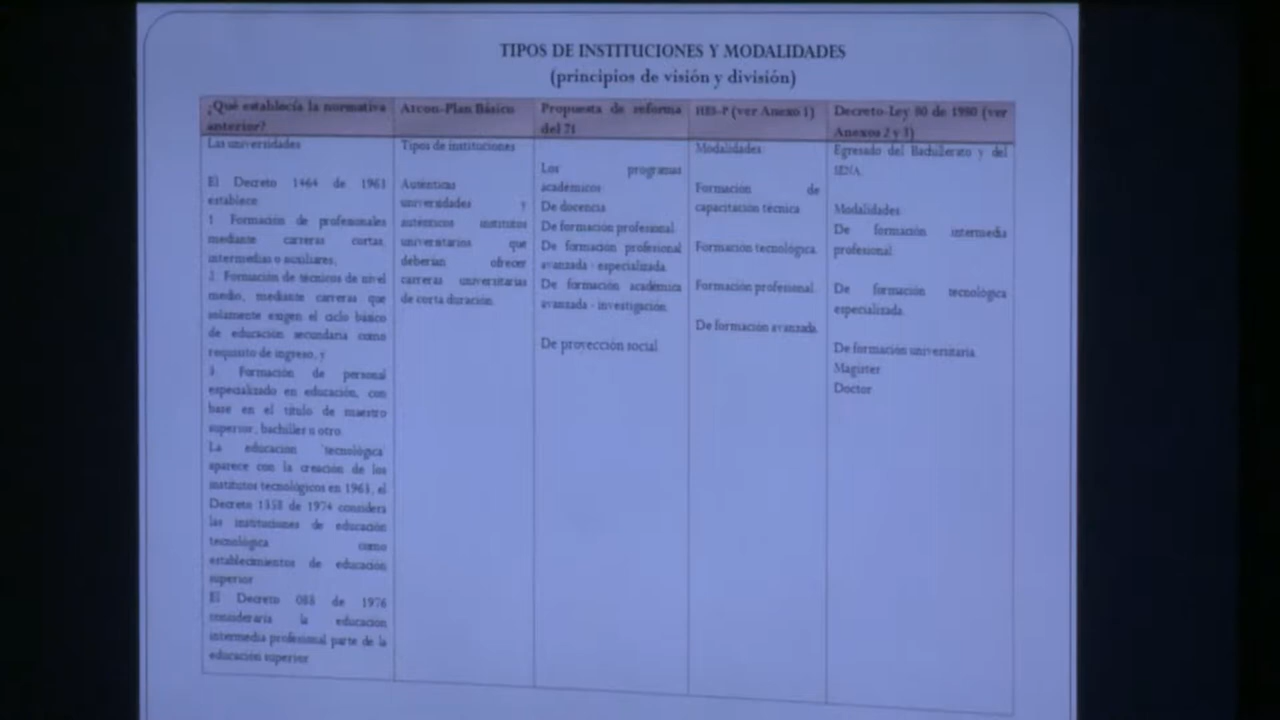 TIPOS DE INSTITUCIONES Y MODALIDADES
(principios de visión y división)
¿Qué establecía la normativa
anterior?
Las universidades
El Decreto 1464 de 1963
establece
1. Formación de profesionales
mediante carreras cortas,
intermedias o auxiliares,
2. Formación de técnicos de nivel
medio, mediante carreras que
solamente exigen el ciclo básico
de educación secundaria como
requisito de ingreso, y
3. Formación de personal
especializado en educación, con
base en el título de maestro
superior, bachiller u otro.
La educación 'tecnológica'
aparece con la creación de los
institutos tecnológicos en 1963, el
Decreto 1358 de 1974 considera
las instituciones de educación
tecnológica como
establecimientos de educación
superior
El Decreto 088 de 1976
consideraría la educación
intermedia profesional parte de la
educación superior
Atcon-Plan Básico
Tipos de instituciones
Auténticas
universidades y
auténticos institutos
universitarios que
deberían ofrecer
carreras universitarias
de corta duración.
Propuesta de reforma
del 71
Los programas
académicos
De docencia
De formación profesional
De formación profesional
avanzada - especializada
De formación académica
avanzada - investigación
De proyección social
(ver Anexo 1)
Modalidades
Formación de
capacitación técnica
Formación tecnológica.
Formación profesional.
De formación avanzada.
Decreto-Ley 80 de 1980 (ver
Anexos 2 y 3)
Egresado del Bachillerato y del
SENA.
Modalidades
De formación intermedia
profesional
De formación tecnológica
especializada.
De formación universitaria.
Magister
Doctor